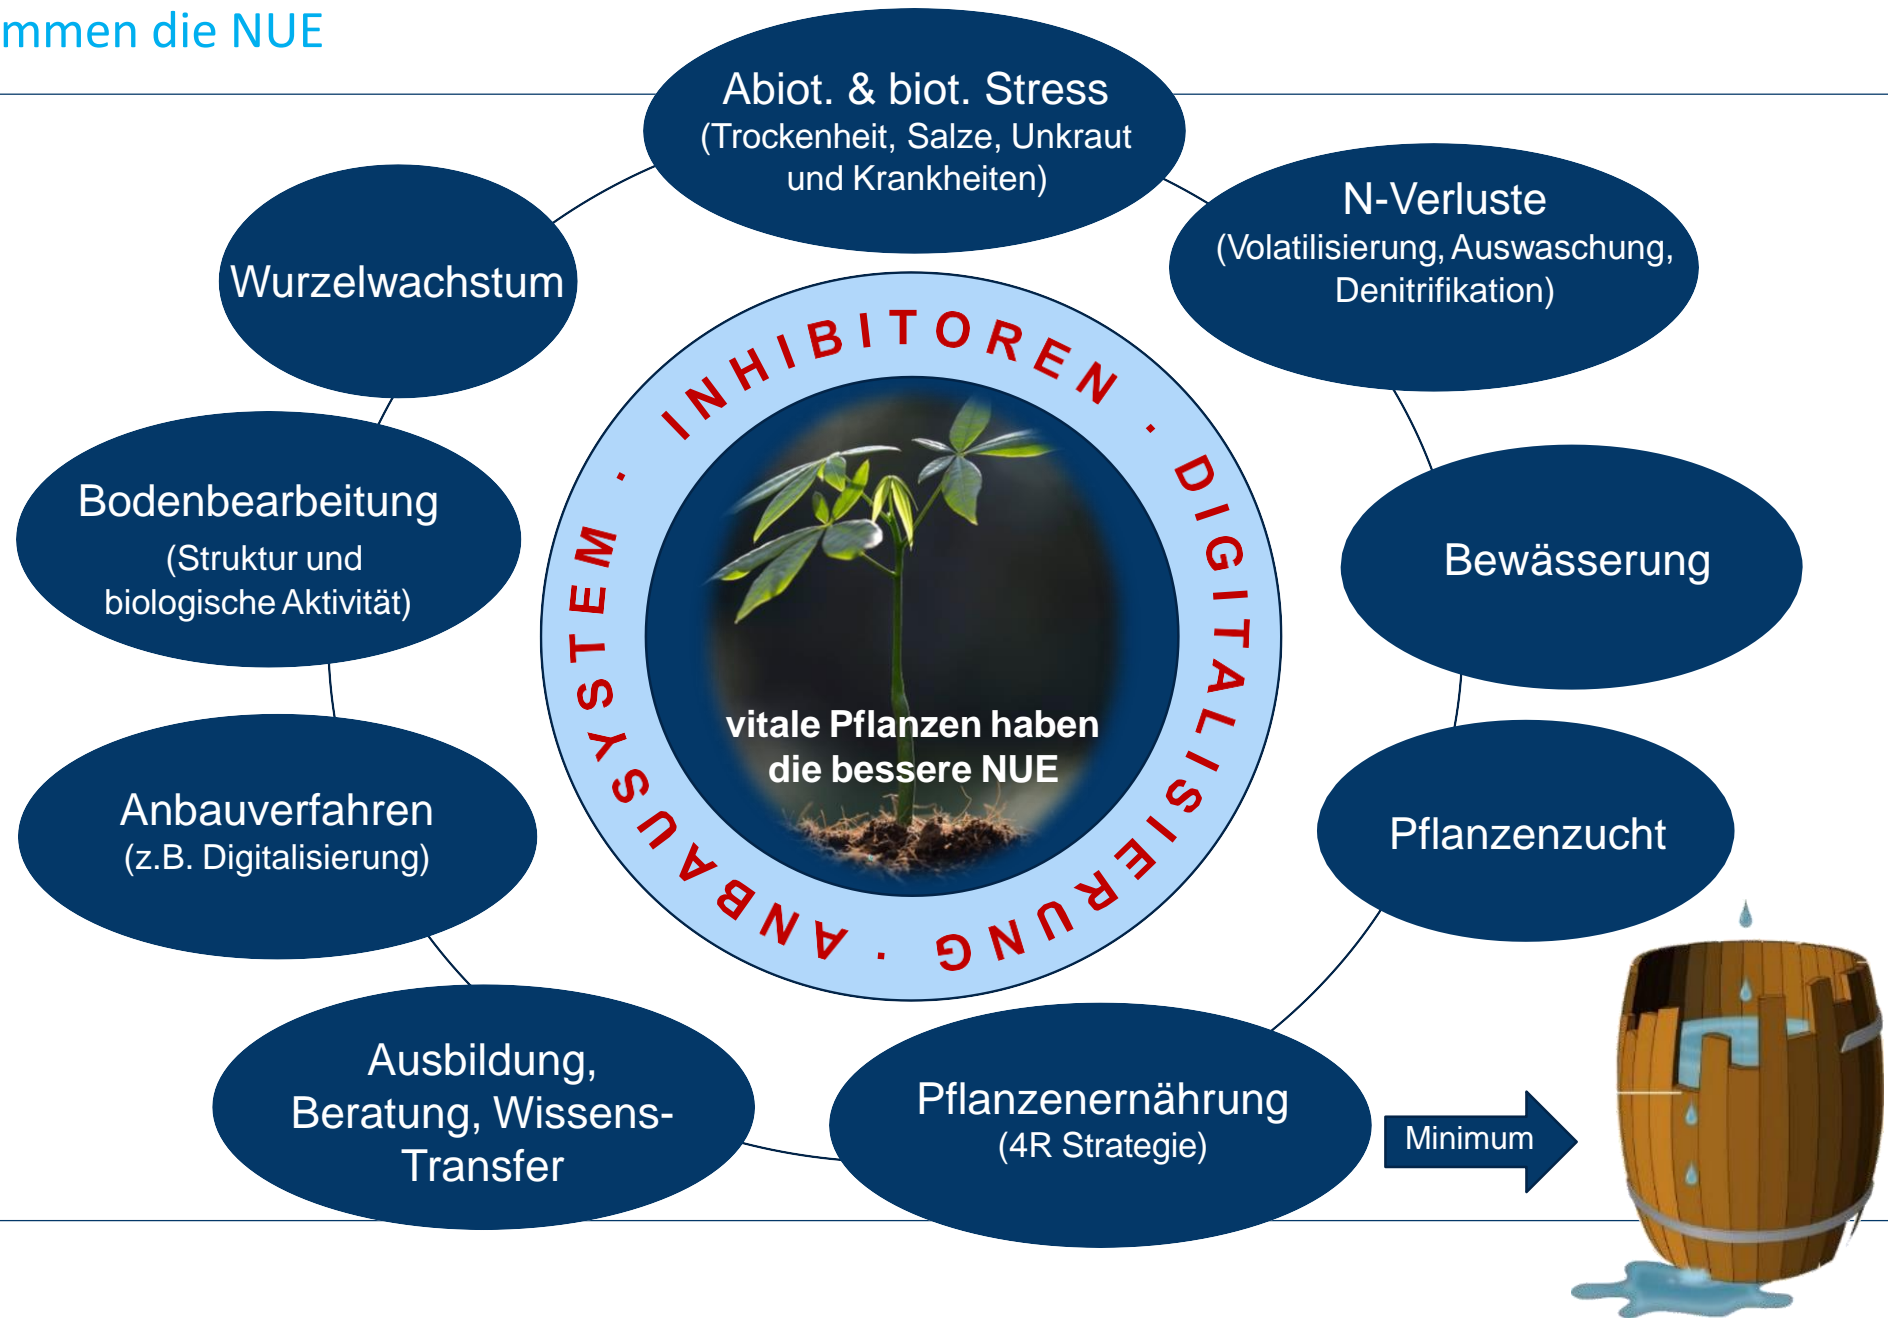 mmen die NUE
Abiot. & biot. Stress
(Trockenheit, Salze, Unkraut
und Krankheiten)
N-Verluste
(Volatilisierung, Auswaschung,
Denitrifikation)
Wurzelwachstum
INHIBITOREN · DIGITALISIERUNG · ANBAUSYSTEM ·
Bodenbearbeitung
(Struktur und
biologische Aktivität)
Bewässerung
vitale Pflanzen haben
die bessere NUE
Anbauverfahren
(z.B. Digitalisierung)
Pflanzenzucht
Ausbildung,
Beratung, Wissens-
Transfer
Pflanzenernährung
(4R Strategie)
Minimum